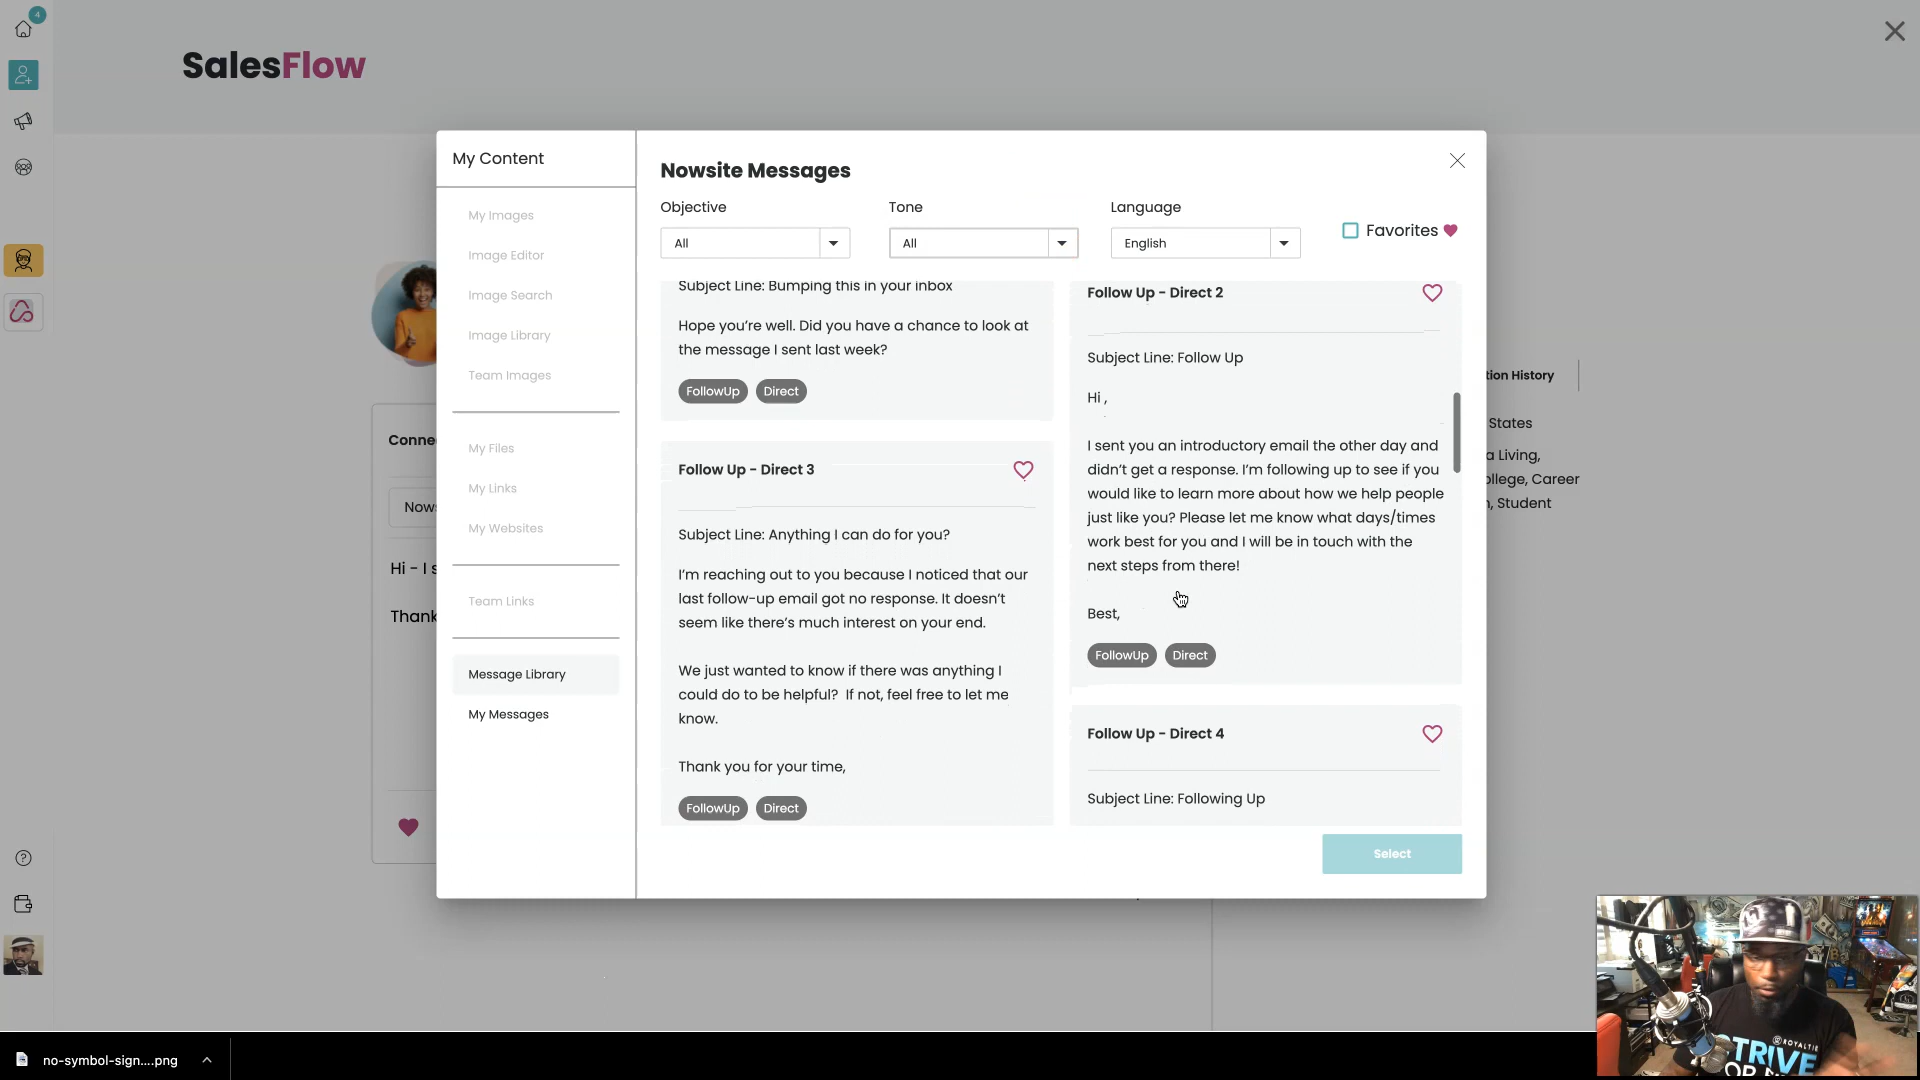 4
SalesFlow
My Content
My Images
Image Editor
Image Search
Image Library
Team Images
My Files
My Links
My Websites
Team Links
Message Library
My Messages
Nowsite Messages
Objective
Tone
Language
All
All
English
Favorites
Subject Line: Bumping this in your inbox
Hope you're well. Did you have a chance to look at
the message I sent last week?
FollowUp
Direct
Follow Up - Direct 3
Subject Line: Anything I can do for you?
I'm reaching out to you because I noticed that our
last follow-up email got no response. It doesn't
seem like there's much interest on your end.
We just wanted to know if there was anything I
could do to be helpful? If not, feel free to let me
know.
Thank you for your time,
FollowUp
Direct
Follow Up - Direct 2
Subject Line: Follow Up
Hi ,
I sent you an introductory email the other day and
didn't get a response. I'm following up to see if you
would like to learn more about how we help people
just like you? Please let me know what days/times
work best for you and I will be in touch with the
next steps from there!
Best,
FollowUp
Direct
Follow Up - Direct 4
Subject Line: Following Up
Select
Conne
Now
Hi - I s
Thank
tion History
States
a Living,
ollege, Career
n, Student
no-symbol-sign....png
ROYALTIE
STRIVE
OR